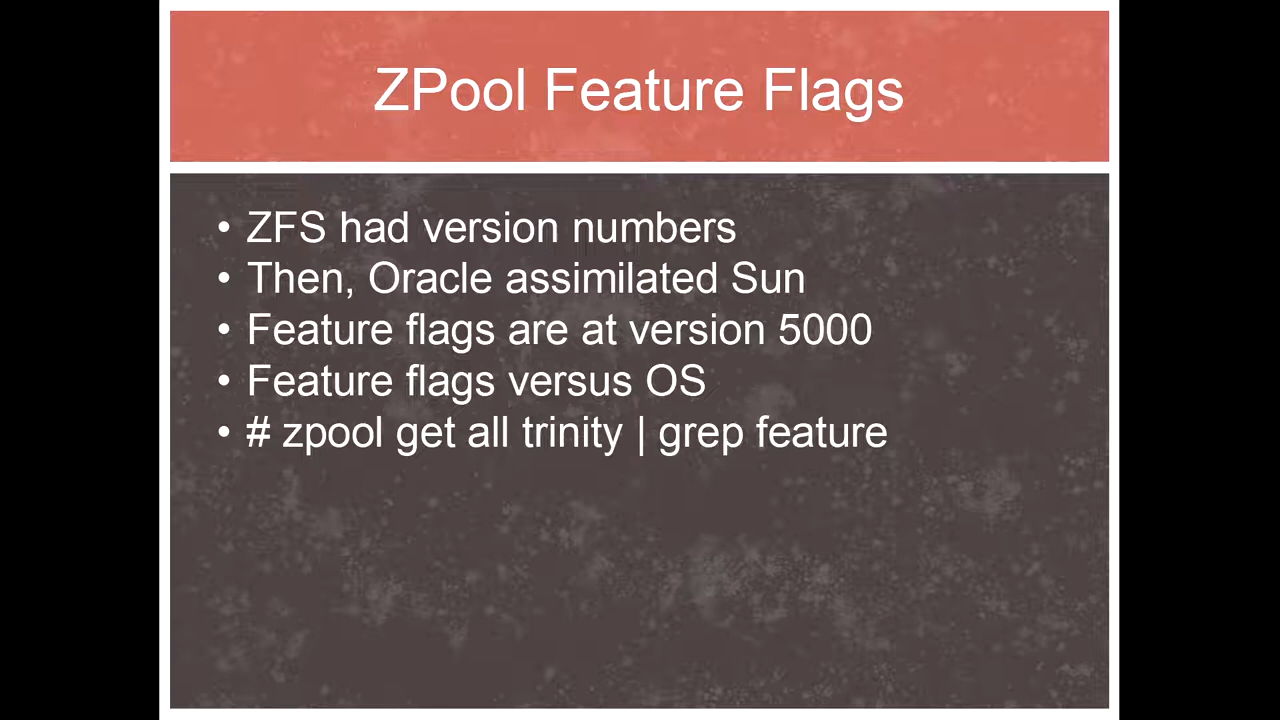 ZPool Feature Flags
• ZFS had version numbers
• Then, Oracle assimilated Sun
• Feature flags are at version 5000
• Feature flags versus OS
• # zpool get all trinity | grep feature